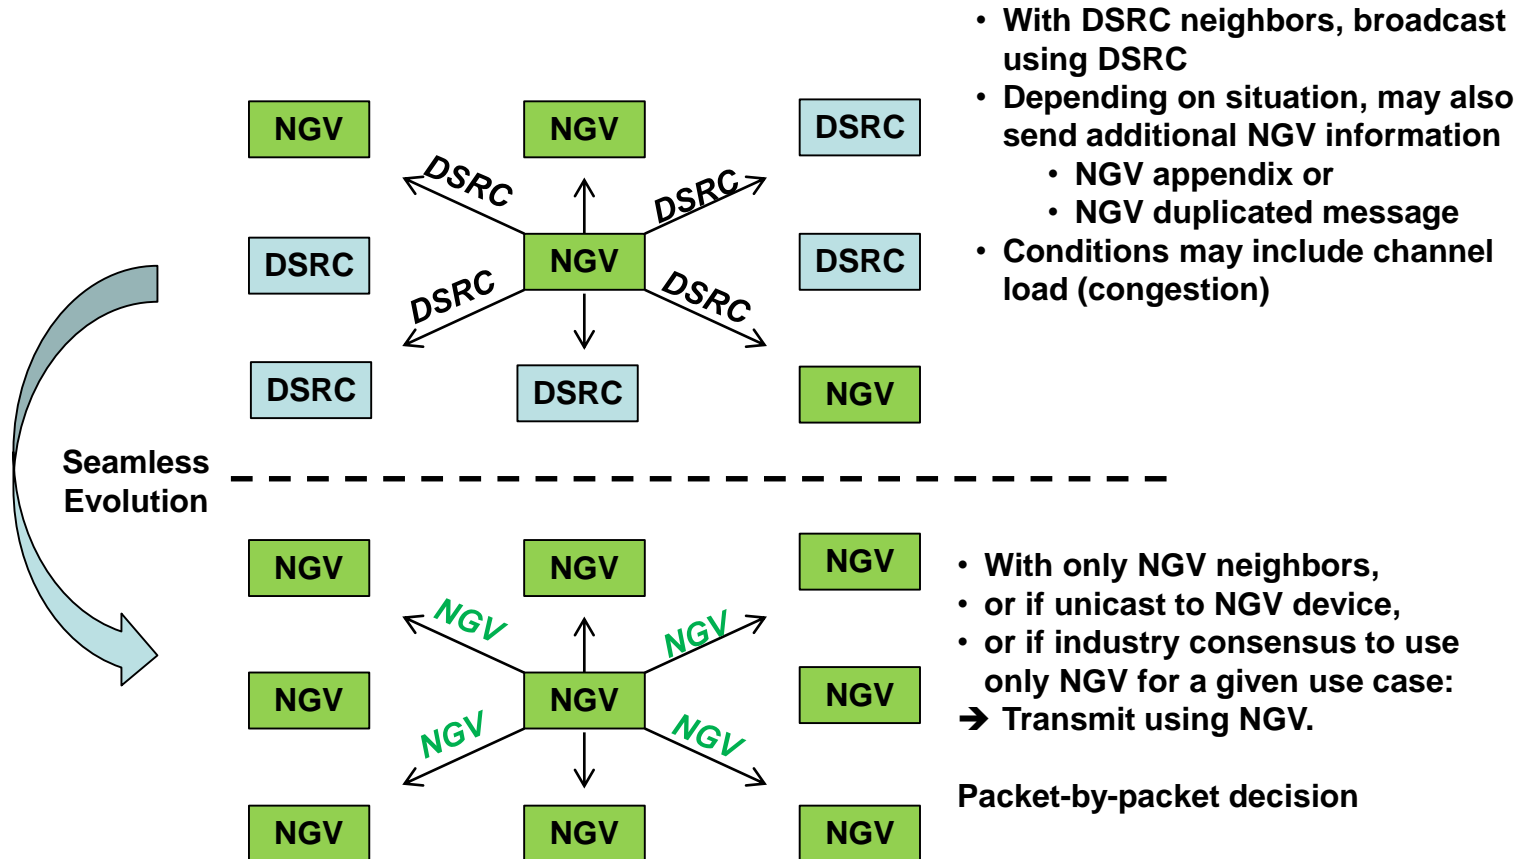 • With DSRC neighbors, broadcast
using DSRC
• Depending on situation, may also
send additional NGV information
• NGV appendix or
• NGV duplicated message
• Conditions may include channel
load (congestion)
NGV NGV DSRC
DSRC DSRC
DSRC NGV DSRC
DSRC DSRC
DSRC DSRC NGV
Seamless
Evolution
NGV NGV NGV
NGV NGV
NGV NGV NGV
NGV NGV
NGV NGV NGV
• With only NGV neighbors,
• or if unicast to NGV device,
• or if industry consensus to use
only NGV for a given use case:
➔ Transmit using NGV.
Packet-by-packet decision